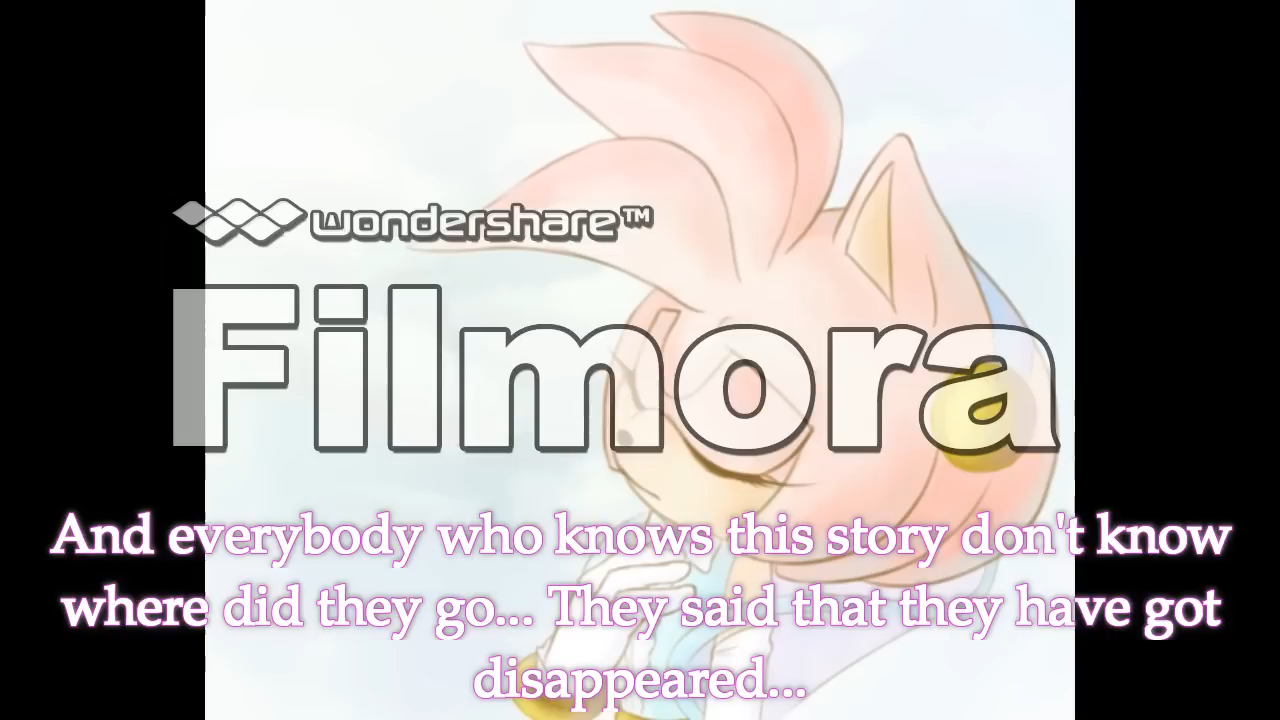 wondershare™
Filmora
And everybody who knows this story don't know
where did they go... They said that they have got
disappeared...